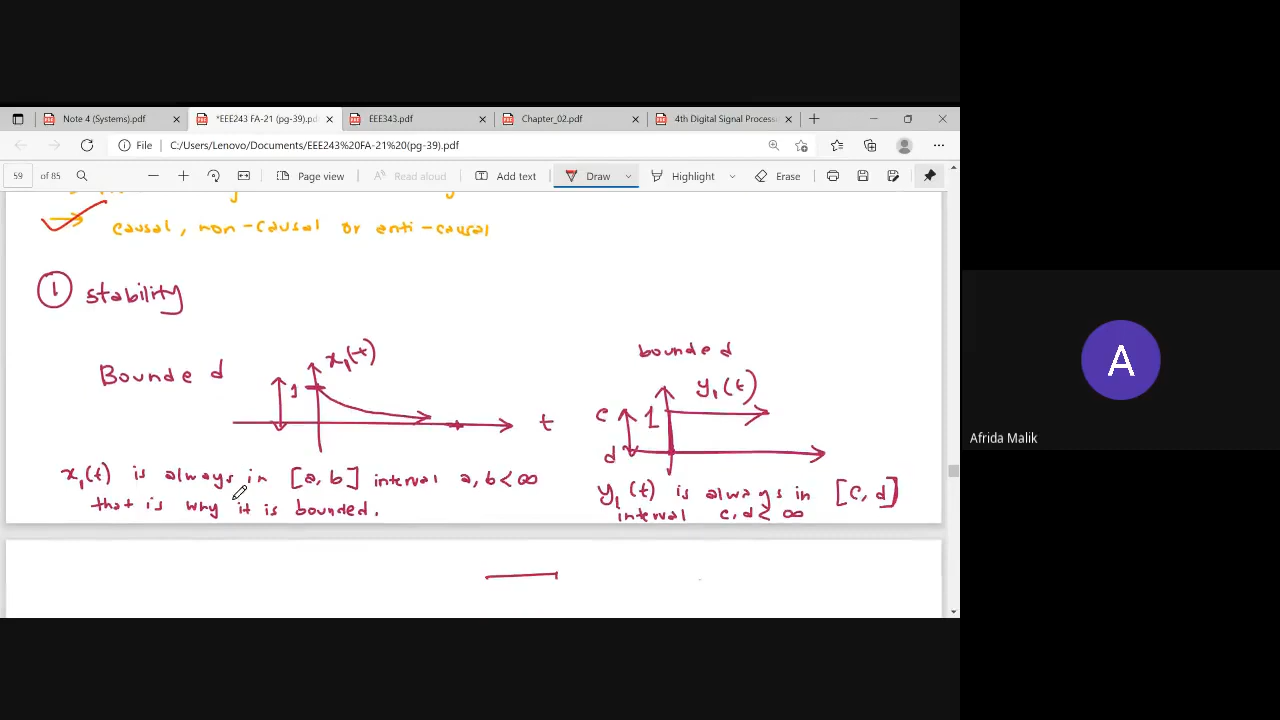 Note 4 (Systems).pdf
*EEE243 FA-21 (pg-39).pd
EEE343.pdf
Chapter_02.pdf
4th Digital Signal Process
File
C:/Users/Lenovo/Documents/EEE243%20FA-21%20(pg-39).pdf
59 of 85
Page view
Read aloud
Add text
Draw
Highlight
Erase
causal, non-causal or anti-causal
1 stability
Bounded
x₁(t)
1
t
x₁(t) is always in [a, b] interval a, b < ∞
that is why it is bounded.
bounded
y₁(t)
c 1
d
y₁(t) is always in [c, d]
interval c, d < ∞
A
Afrida Malik